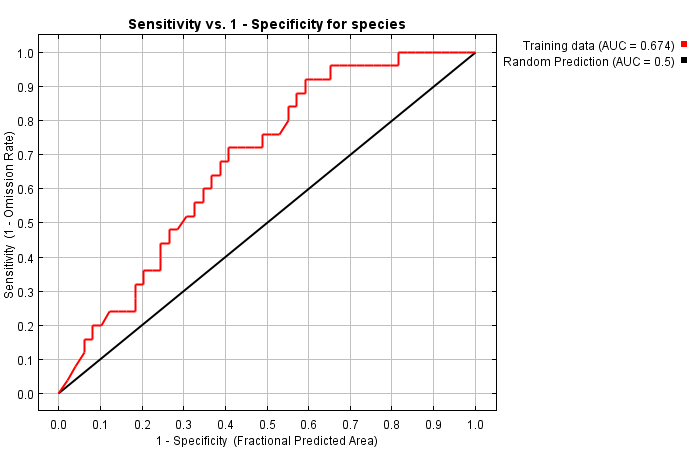 Sensitivity vs. 1 - Specificity for species
Training data (AUC = 0.674)
Random Prediction (AUC = 0.5)
Sensitivity (1 - Omission Rate)
1.0
0.9
0.8
0.7
0.6
0.5
0.4
0.3
0.2
0.1
0.0
0.0 0.1 0.2 0.3 0.4 0.5 0.6 0.7 0.8 0.9 1.0
1 - Specificity (Fractional Predicted Area)